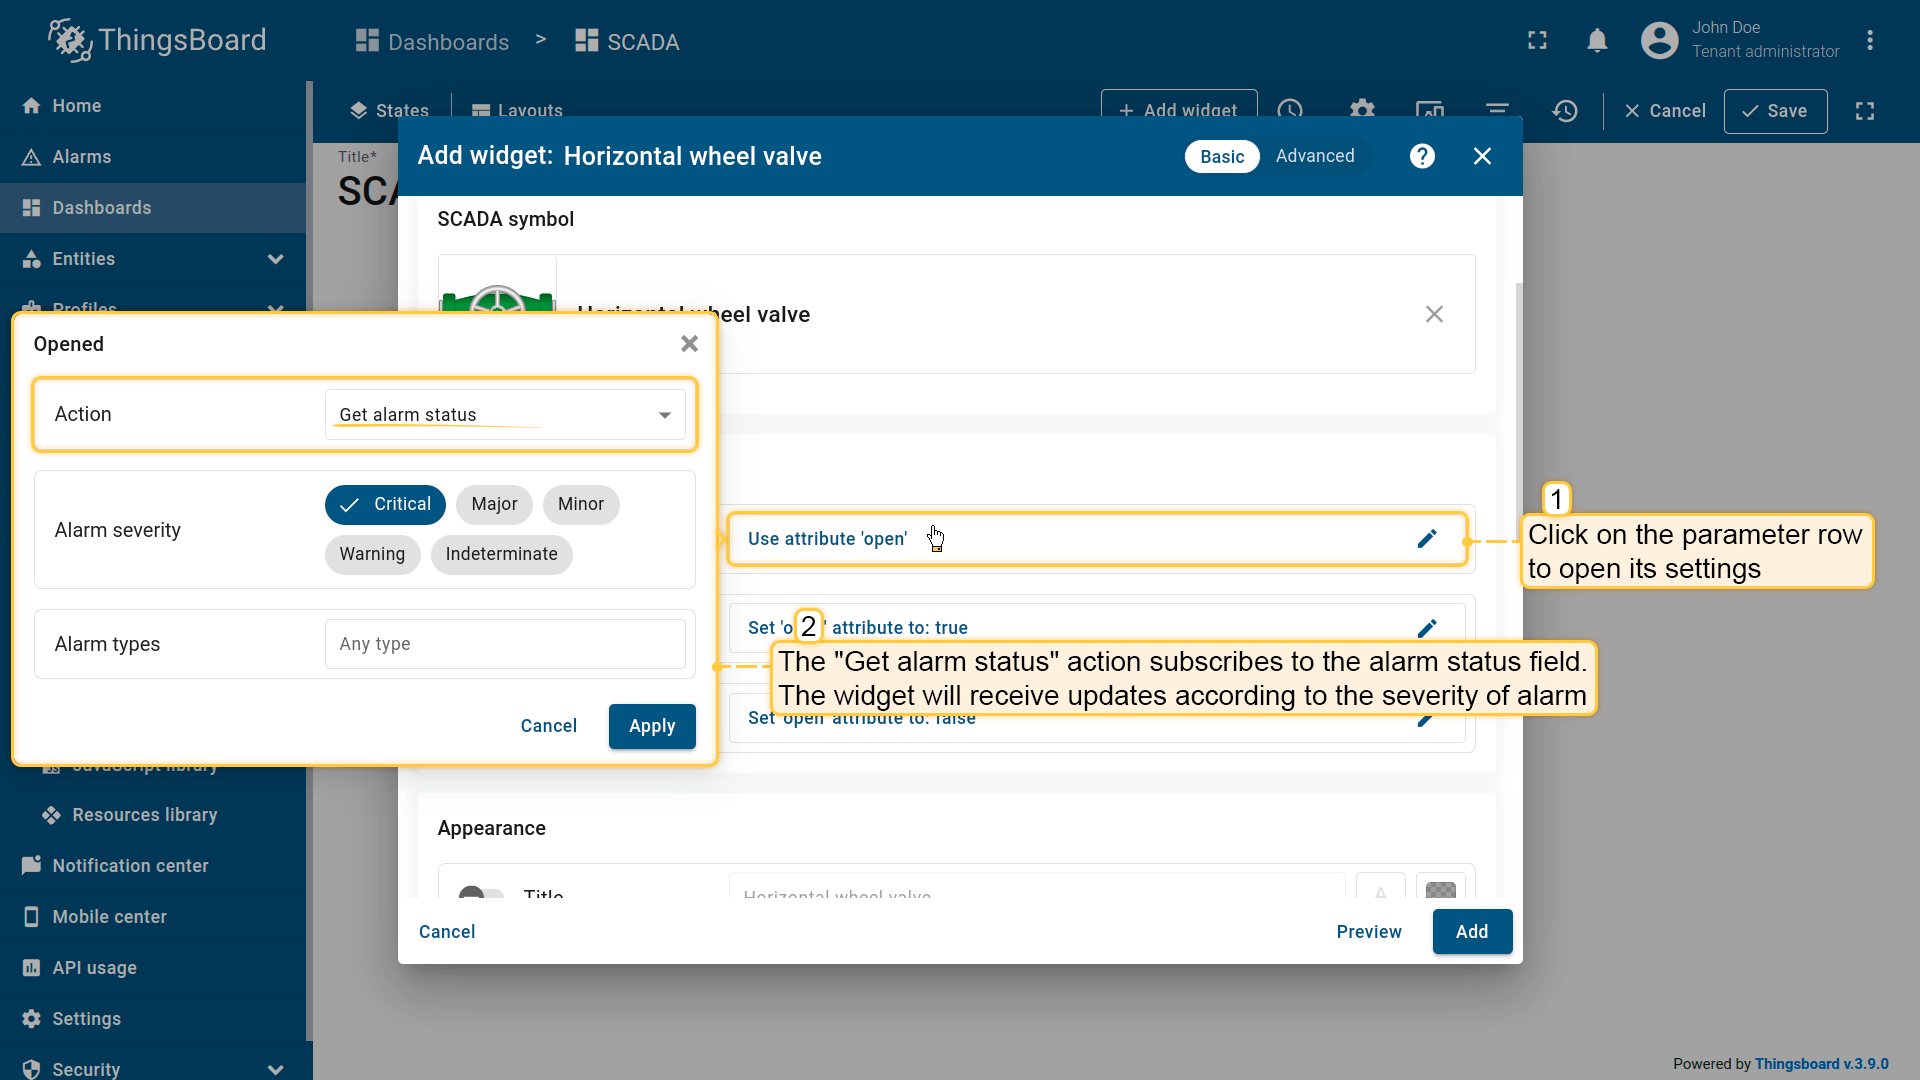 ThingsBoard
Dashboards > SCADA
John Doe
Tenant administrator
Home
Alarms
Dashboards
Entities
Profiles
JavaScript library
Resources library
Notification center
Mobile center
API usage
Settings
Security
States
Layouts
+ Add widget
Cancel
Save
Title*
Add widget: Horizontal wheel valve
Basic
Advanced
SCADA symbol
Horizontal wheel valve
Opened
Action
Get alarm status
Alarm severity
Critical
Major
Minor
Warning
Indeterminate
Alarm types
Any type
Cancel
Apply
Use attribute 'open'
1
Click on the parameter row
to open its settings
attribute to: true
2
The "Get alarm status" action subscribes to the alarm status field.
The widget will receive updates according to the severity of alarm
Set 'open' attribute to: false
Appearance
Title
Horizontal wheel valve
Cancel
Preview
Add
Powered by Thingsboard v.3.9.0